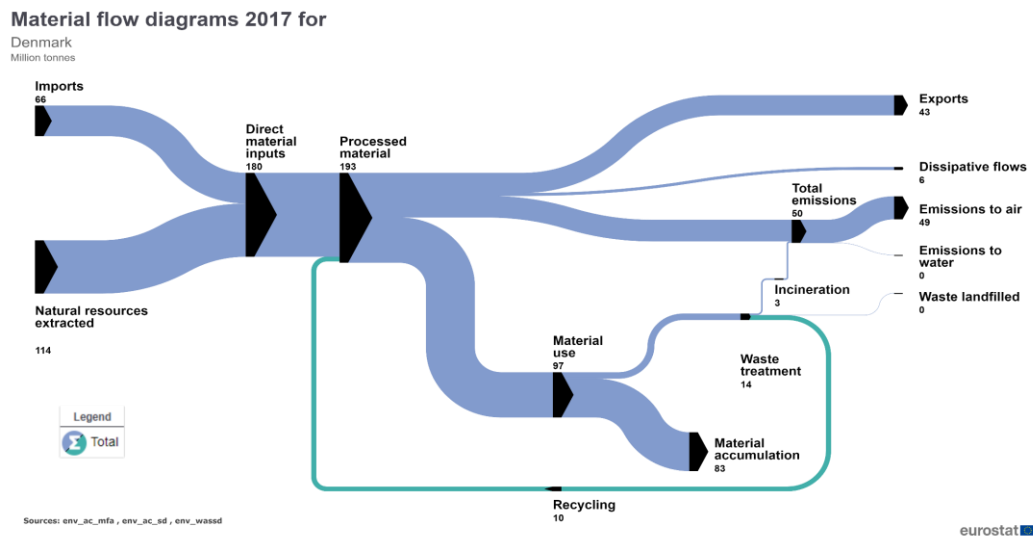 Material flow diagrams 2017 for
Denmark
Million tonnes
Imports
66
Natural resources
extracted
114
Direct
material
inputs
180
Processed
material
193
Exports
43
Dissipative flows
6
Total
emissions
50
Emissions to air
49
Emissions to
water
0
Incineration
3
Waste landfilled
0
Material
use
97
Waste
treatment
14
Material
accumulation
83
Recycling
10
Legend
Σ Total
Sources: env_ac_mfa , env_ac_sd , env_wassd
eurostat